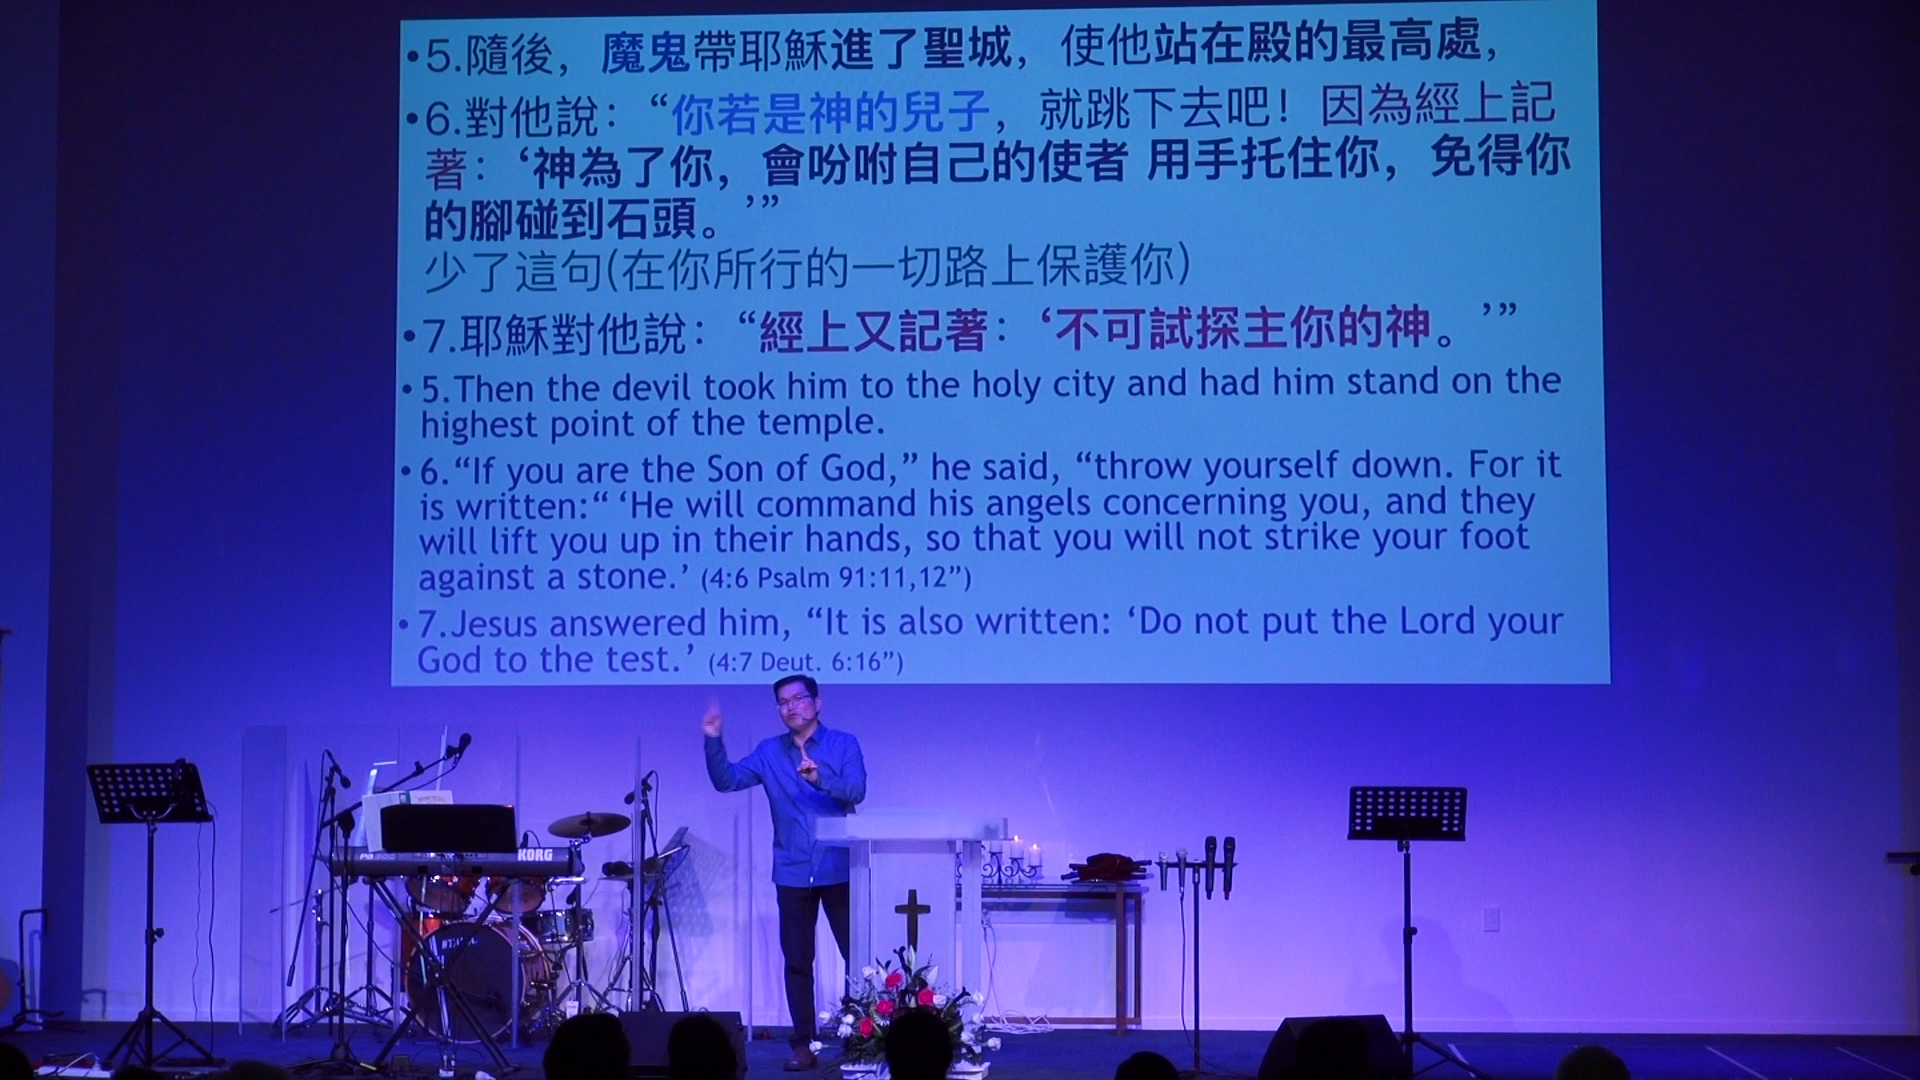 •5.隨後，魔鬼帶耶穌進了聖城，使他站在殿的最高處，
•6.對他說：“你若是神的兒子，就跳下去吧！因為經上記
著：‘神為了你，會吩咐自己的使者 用手托住你，免得你
的腳碰到石頭。’”
少了這句(在你所行的一切路上保護你)
•7.耶穌對他說：“經上又記著：‘不可試探主你的神。’”
•5.Then the devil took him to the holy city and had him stand on the
highest point of the temple.
•6.“If you are the Son of God,” he said, “throw yourself down. For it
is written:“ ‘He will command his angels concerning you, and they
will lift you up in their hands, so that you will not strike your foot
against a stone.’ (4:6 Psalm 91:11,12”)
•7.Jesus answered him, “It is also written: ‘Do not put the Lord your
God to the test.’ (4:7 Deut. 6:16”)
KORG